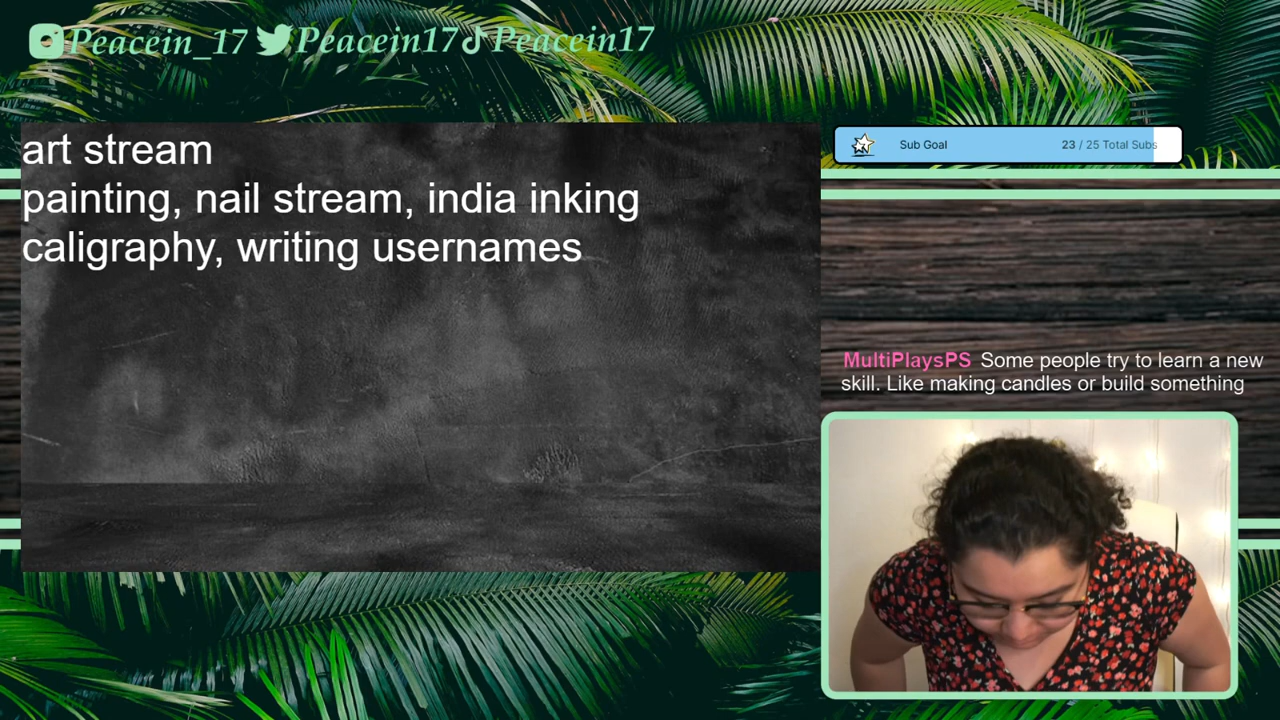 Peacein_17 Peacein17 Peacein17
art stream
painting, nail stream, india inking
caligraphy, writing usernames
Sub Goal 23 / 25 Total Subs
MultiPlaysPS Some people try to learn a new
skill. Like making candles or build something